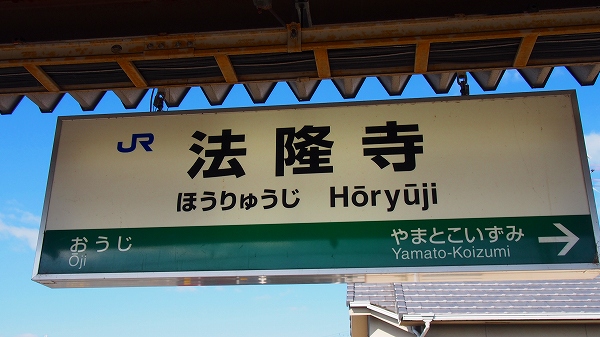 JR 法隆寺
ほうりゅうじ Hōryūji
おうじ やまとこいずみ
Ōji Yamato-Koizumi